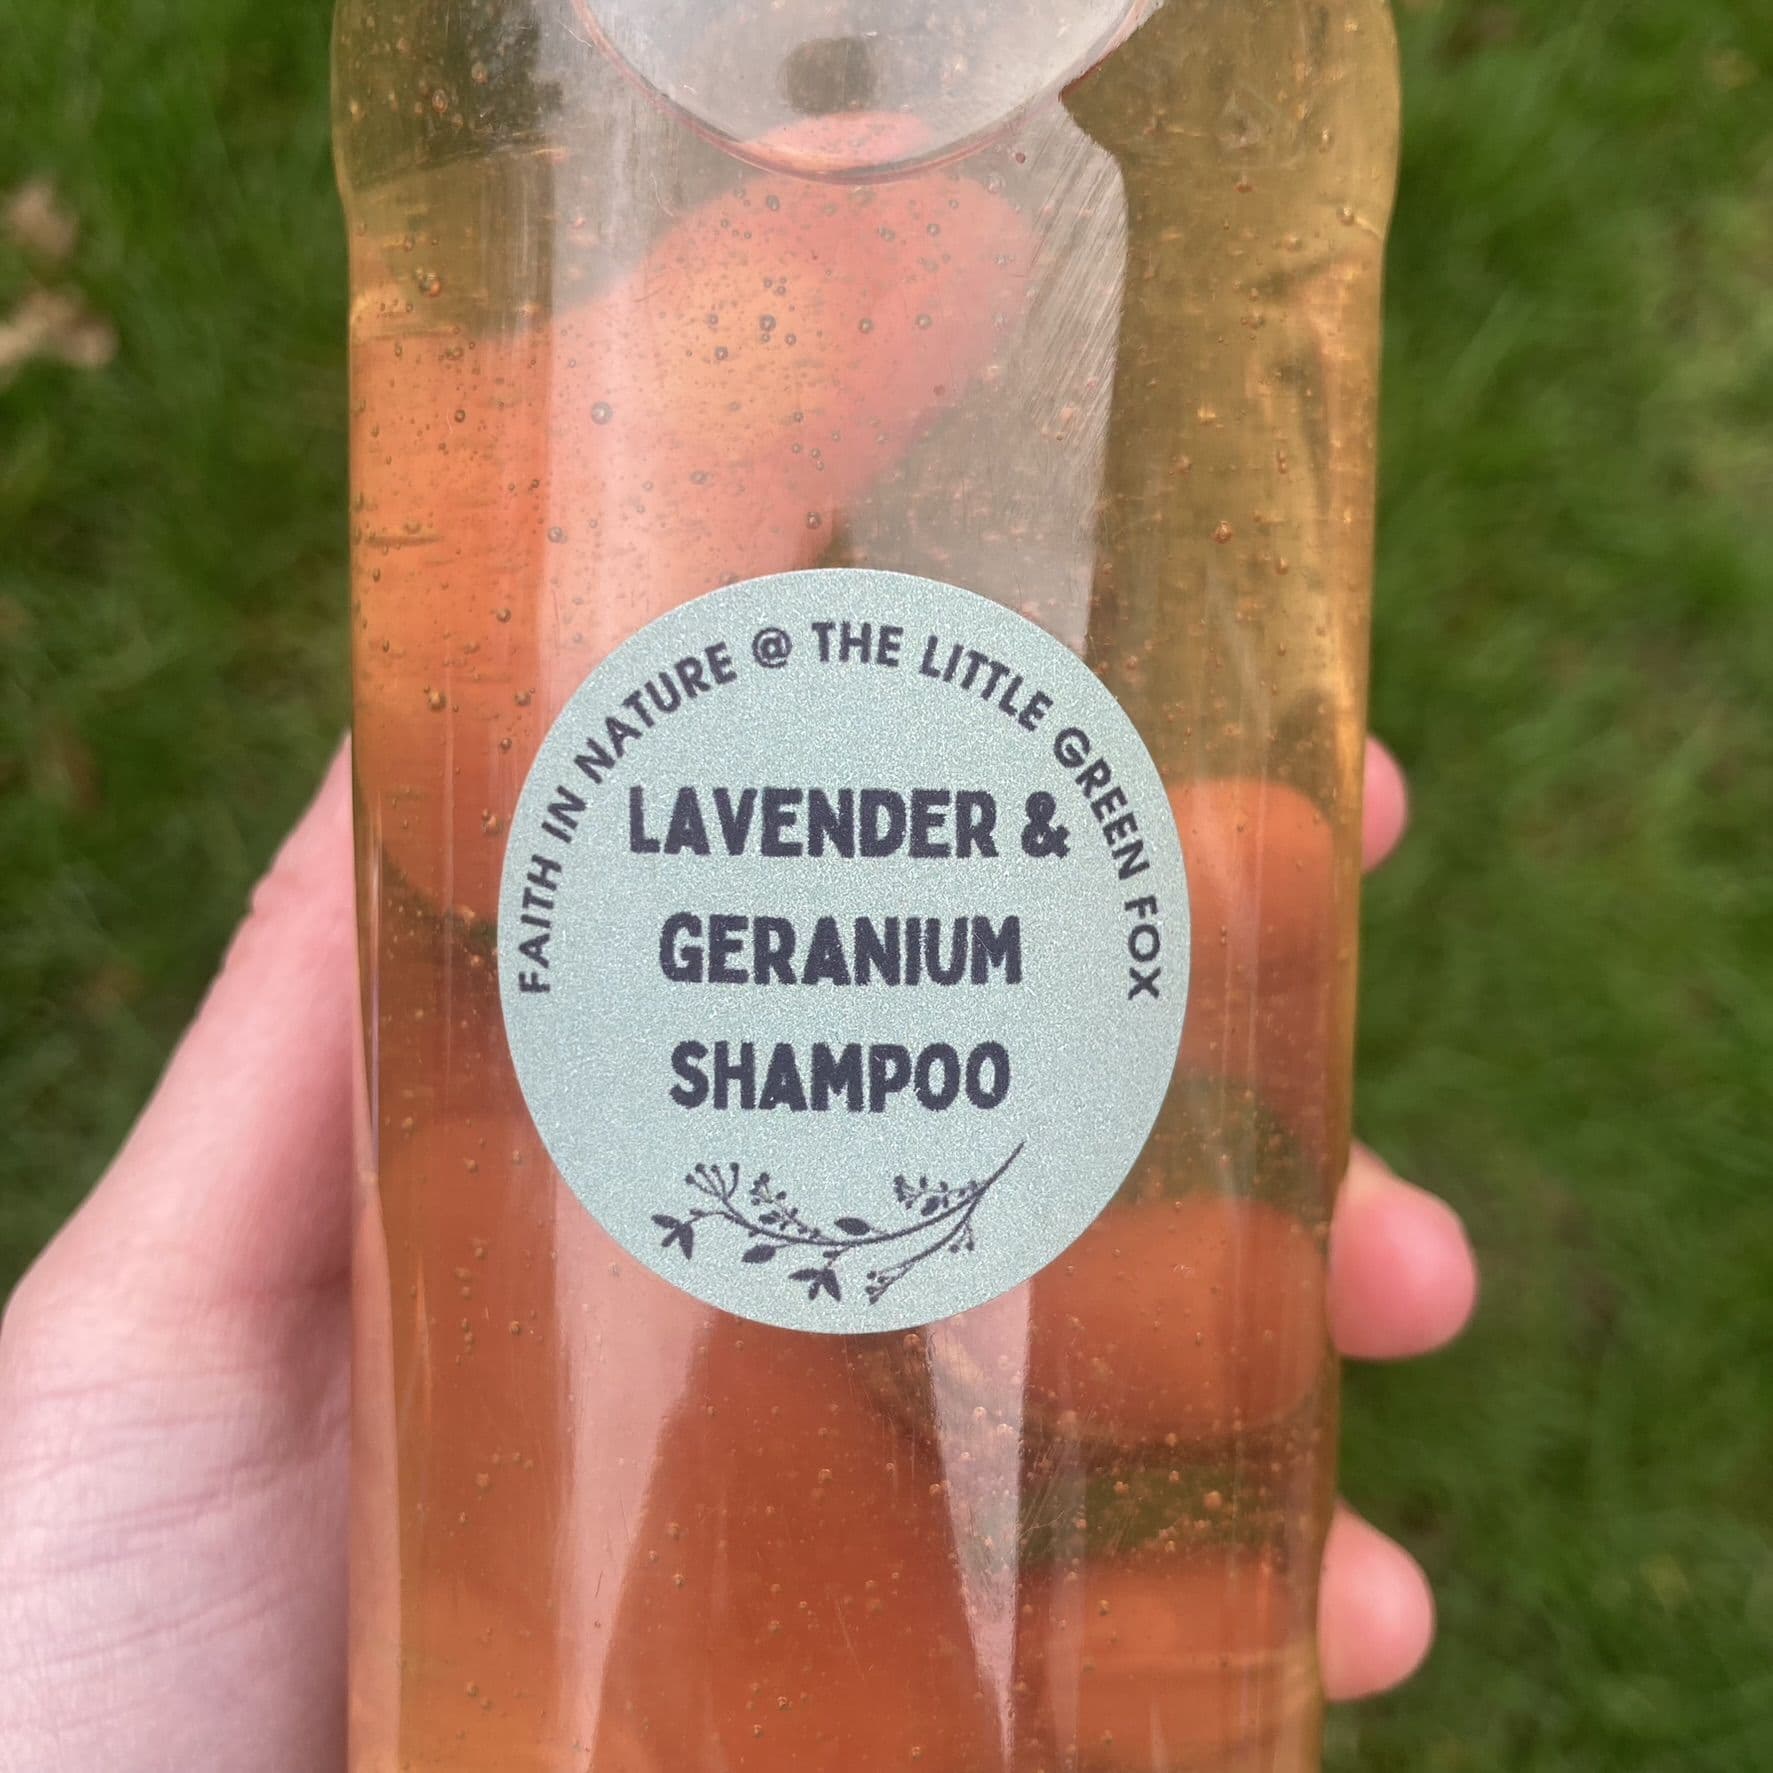 FAITH IN NATURE @ THE LITTLE GREEN FOX
LAVENDER &
GERANIUM
SHAMPOO